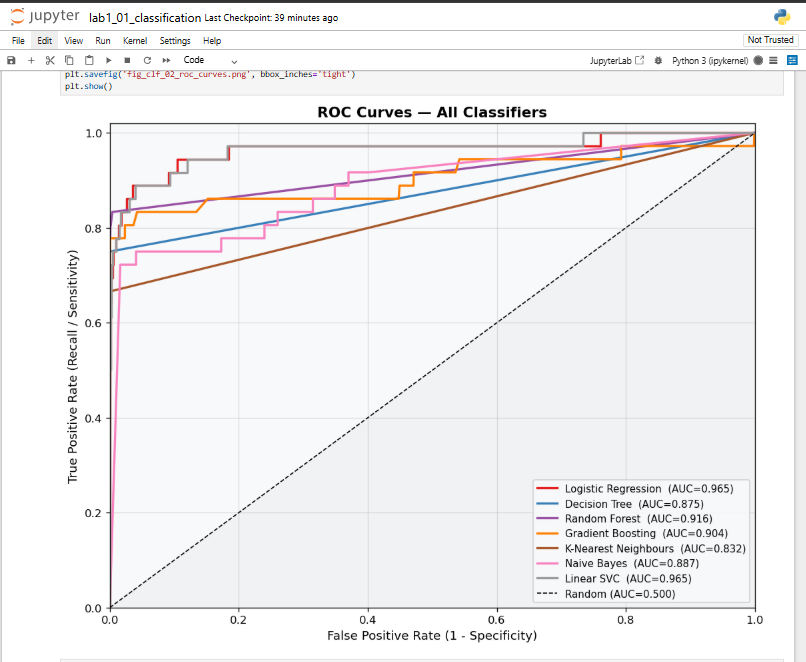 jupyter lab1_01_classification Last Checkpoint: 39 minutes ago
File Edit View Run Kernel Settings Help Not Trusted
Code JupyterLab Python 3 (ipykernel)
plt.savefig('fig_clf_02_roc_curves.png', bbox_inches='tight')
plt.show()
ROC Curves — All Classifiers
1.0
0.8
0.6
0.4
0.2
0.0
True Positive Rate (Recall / Sensitivity)
Logistic Regression (AUC=0.965)
Decision Tree (AUC=0.875)
Random Forest (AUC=0.916)
Gradient Boosting (AUC=0.904)
K-Nearest Neighbours (AUC=0.832)
Naive Bayes (AUC=0.887)
Linear SVC (AUC=0.965)
Random (AUC=0.500)
0.0 0.2 0.4 0.6 0.8 1.0
False Positive Rate (1 - Specificity)